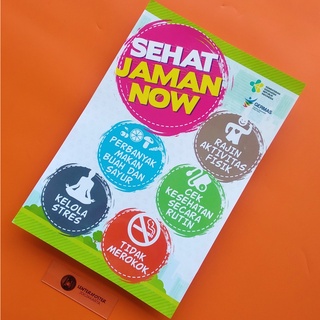 SEHAT
JAMAN
NOW
GERMAS
PERBANYAK
MAKAN
BUAH DAN
SAYUR
RAJIN
AKTIVITAS
FISIK
KELOLA
STRES
CEK
KESEHATAN
SECARA
RUTIN
TIDAK
MEROKOK